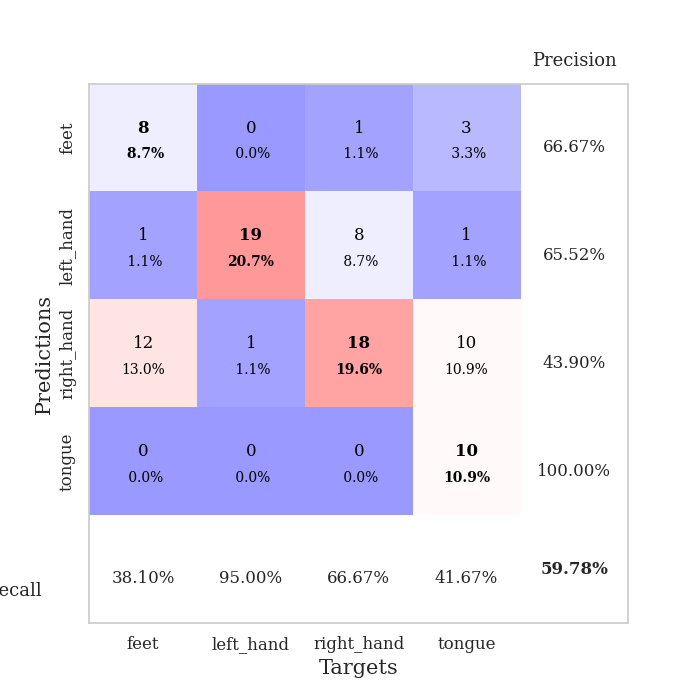 Precision
feet
8 0 1 3
8.7% 0.0% 1.1% 3.3%
66.67%
left_hand
1 19 8 1
1.1% 20.7% 8.7% 1.1%
65.52%
Predictions
right_hand
12 1 18 10
13.0% 1.1% 19.6% 10.9%
43.90%
tongue
0 0 0 10
0.0% 0.0% 0.0% 10.9%
100.00%
ecall
38.10% 95.00% 66.67% 41.67% 59.78%
feet left_hand right_hand tongue
Targets